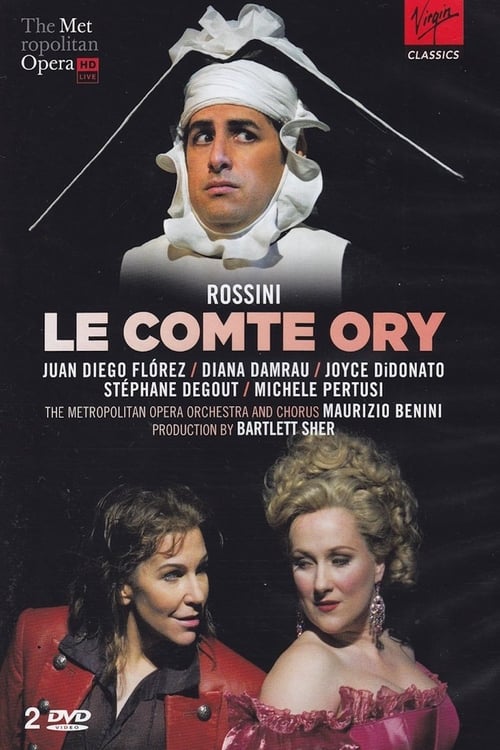 The Met
ropolitan
Opera HD
LIVE
Virgin
CLASSICS
ROSSINI
LE COMTE ORY
JUAN DIEGO FLÓREZ / DIANA DAMRAU / JOYCE DiDONATO
STÉPHANE DEGOUT / MICHELE PERTUSI
THE METROPOLITAN OPERA ORCHESTRA AND CHORUS MAURIZIO BENINI
PRODUCTION BY BARTLETT SHER
2 DVD
VIDEO